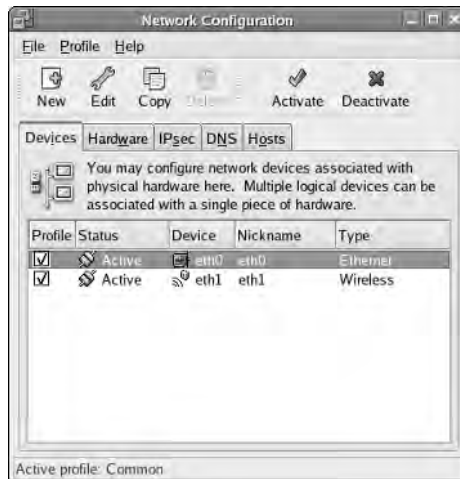 Network Configuration
File Profile Help
New Edit Copy Delete Activate Deactivate
Devices Hardware IPsec DNS Hosts
You may configure network devices associated with
physical hardware here. Multiple logical devices can be
associated with a single piece of hardware.
Profile Status Device Nickname Type
Active eth0 eth0 Ethernet
Active eth1 eth1 Wireless
Active profile: Common